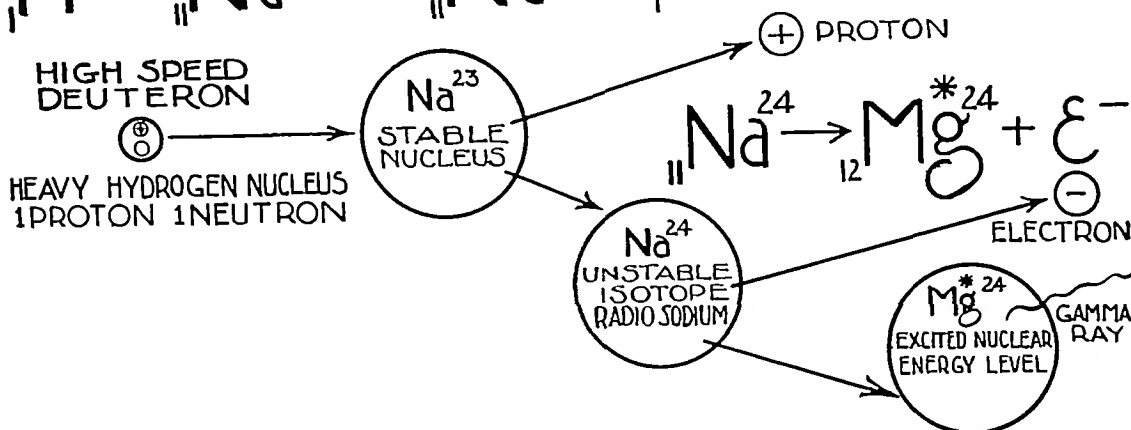 PROTON
HIGH SPEED
DEUTERON
Na²³
STABLE
NUCLEUS
₁₁Na²⁴ → ₁₂Mg*²⁴ + Ɛ⁻
HEAVY HYDROGEN NUCLEUS
1PROTON 1NEUTRON
ELECTRON
Na²⁴
UNSTABLE
ISOTOPE
RADIO SODIUM
Mg*²⁴
EXCITED NUCLEAR
ENERGY LEVEL
GAMMA
RAY